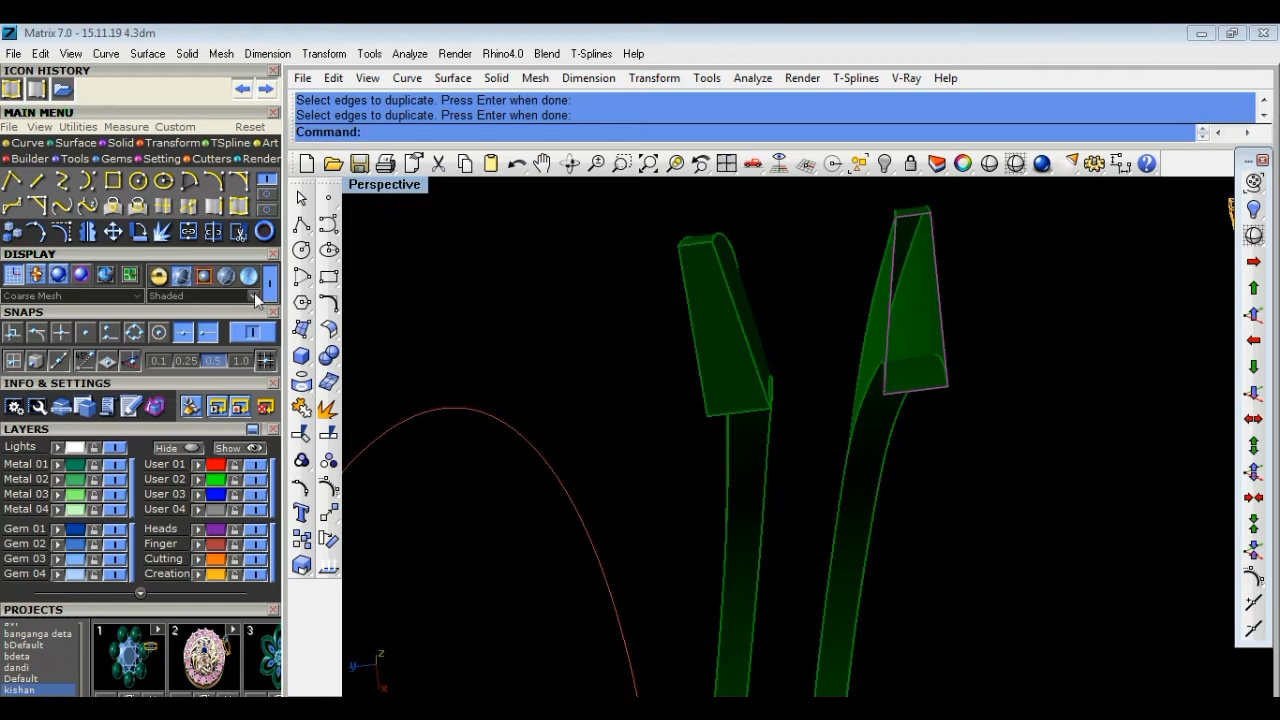 Matrix 7.0 - 15.11.19 4.3dm
File Edit View Curve Surface Solid Mesh Dimension Transform Tools Analyze Render Rhino4.0 Blend T-Splines Help
ICON HISTORY
MAIN MENU
File View Utilities Measure Custom Reset
Curve Surface Solid Transform TSpline Art
Builder Tools Gems Setting Cutters Render
DISPLAY
Coarse Mesh Shaded
SNAPS
0.1 0.25 0.5 1.0
INFO & SETTINGS
LAYERS
Lights Hide Show
Metal 01 User 01
Metal 02 User 02
Metal 03 User 03
Metal 04 User 04
Gem 01 Heads
Gem 02 Finger
Gem 03 Cutting
Gem 04 Creation
PROJECTS
banganga deta
bDefault
bdeta
dandi
Default
kishan
1 2 3
File Edit View Curve Surface Solid Mesh Dimension Transform Tools Analyze Render T-Splines V-Ray Help
Select edges to duplicate. Press Enter when done:
Select edges to duplicate. Press Enter when done:
Command:
Perspective
z
y
x